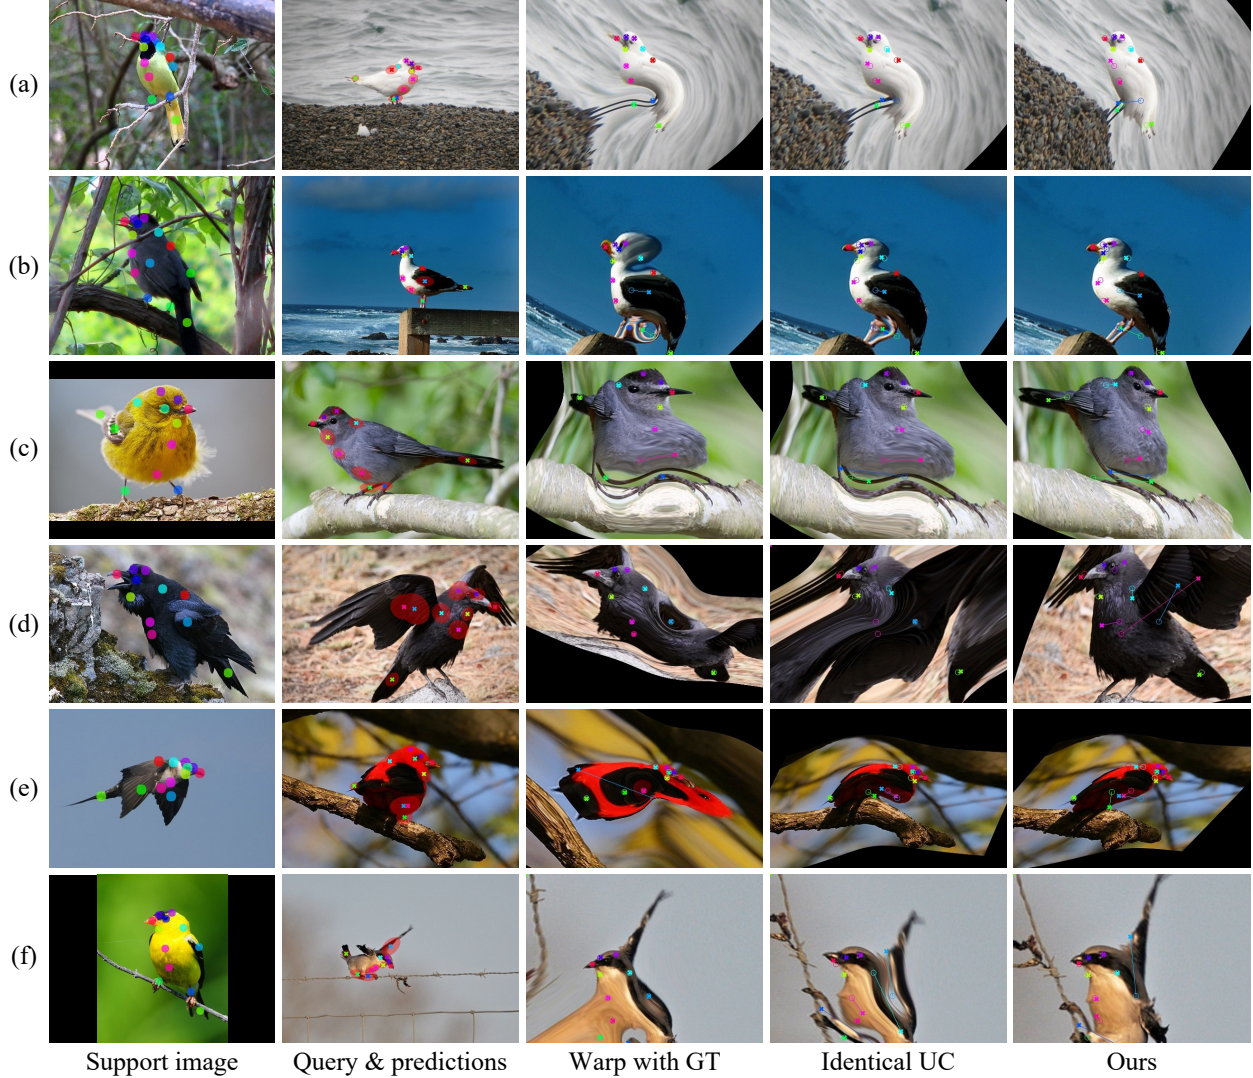 (a)
(b)
(c)
(d)
(e)
(f)
Support image
Query & predictions
Warp with GT
Identical UC
Ours